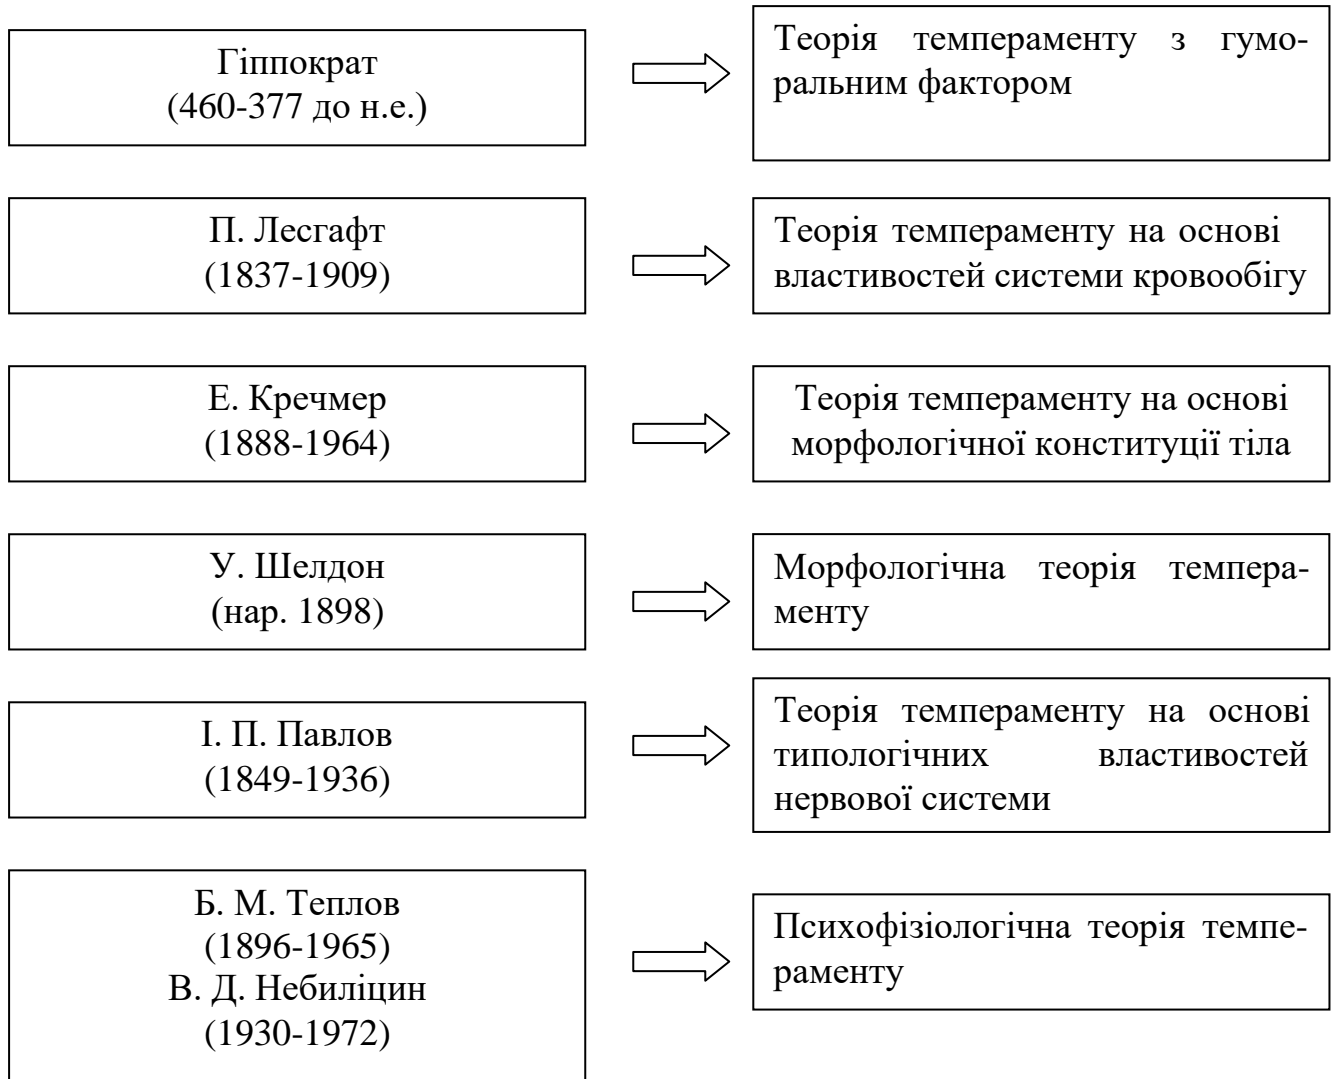 Гіппократ
(460-377 до н.е.)
Теорія темпераменту з гумо-
ральним фактором
П. Лесгафт
(1837-1909)
Теорія темпераменту на основі
властивостей системи кровообігу
Е. Кречмер
(1888-1964)
Теорія темпераменту на основі
морфологічної конституції тіла
У. Шелдон
(нар. 1898)
Морфологічна теорія темпера-
менту
І. П. Павлов
(1849-1936)
Теорія темпераменту на основі
типологічних властивостей
нервової системи
Б. М. Теплов
(1896-1965)
В. Д. Небиліцин
(1930-1972)
Психофізіологічна теорія темпе-
раменту